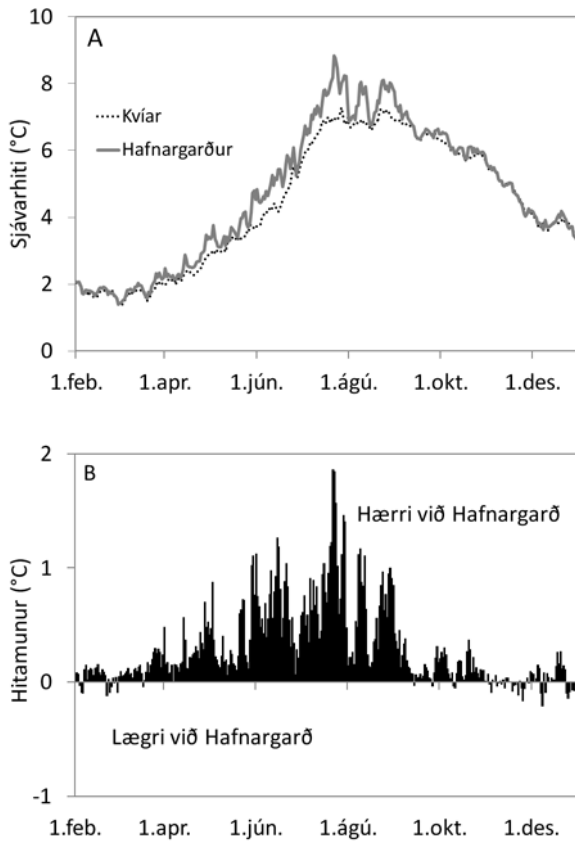 10
A
8
Kvíar
Hafnargarður
6
4
2
0
Sjávarhiti (°C)
1.feb.
1.apr.
1.jún.
1.ágú.
1.okt.
1.des.
2
B
Hærri við Hafnargarð
1
0
Lægri við Hafnargarð
-1
Hitamunur (°C)
1.feb.
1.apr.
1.jún.
1.ágú.
1.okt.
1.des.